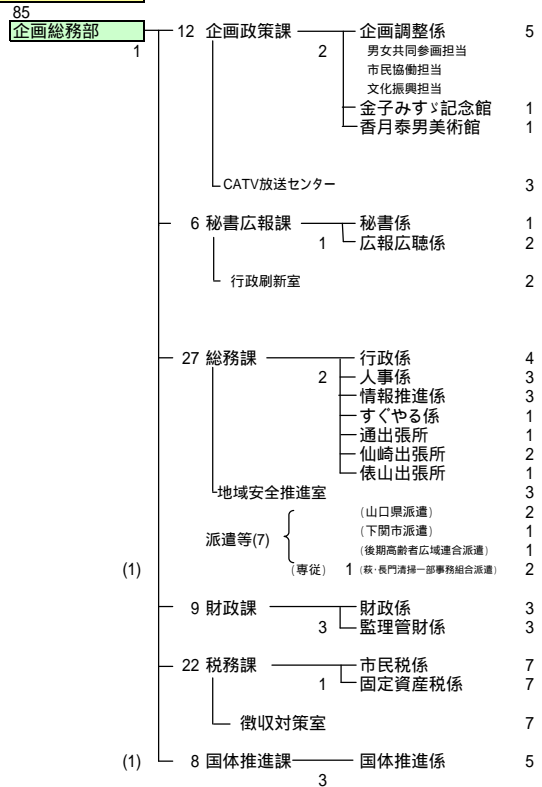 85
企画総務部 12 企画政策課 企画調整係 5
1 2 男女共同参画担当
市民協働担当
文化振興担当
金子みすゞ記念館 1
香月泰男美術館 1
CATV放送センター 3
6 秘書広報課 秘書係 1
1 広報広聴係 2
行政刷新室 2
27 総務課 行政係 4
2 人事係 3
情報推進係 3
すぐやる係 1
通出張所 1
仙崎出張所 2
俵山出張所 1
地域安全推進室 3
(山口県派遣) 2
派遣等(7) (下関市派遣) 1
(後期高齢者広域連合派遣) 1
(1) (専従) 1 (萩・長門清掃一部事務組合派遣) 2
9 財政課 財政係 3
3 監理管財係 3
22 税務課 市民税係 7
1 固定資産税係 7
徴収対策室 7
(1) 8 国体推進課 国体推進係 5
3